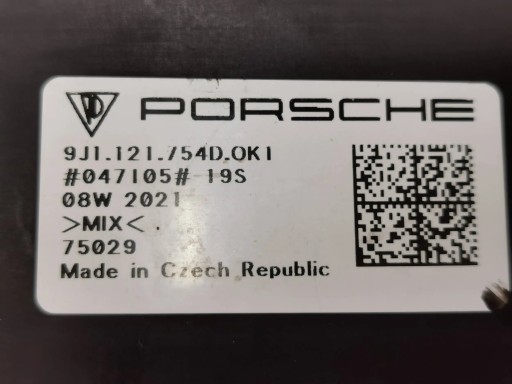 PORSCHE
9J1.121.754D.OK1
#047105# 19S
08W 2021
>MIX<
75029
Made in Czech Republic